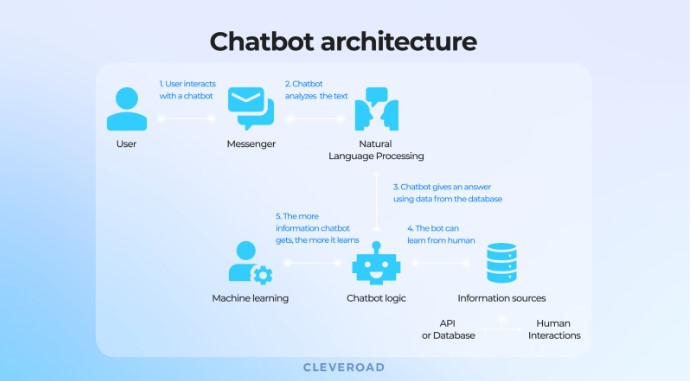 Chatbot architecture
1. User interacts
with a chatbot
2. Chatbot
analyzes the text
User
Messenger
Natural
Language Processing
3. Chatbot gives an answer
using data from the database
5. The more
information chatbot
gets, the more it learns
4. The bot can
learn from human
Machine learning
Chatbot logic
Information sources
API
or Database
Human
Interactions
CLEVEROAD